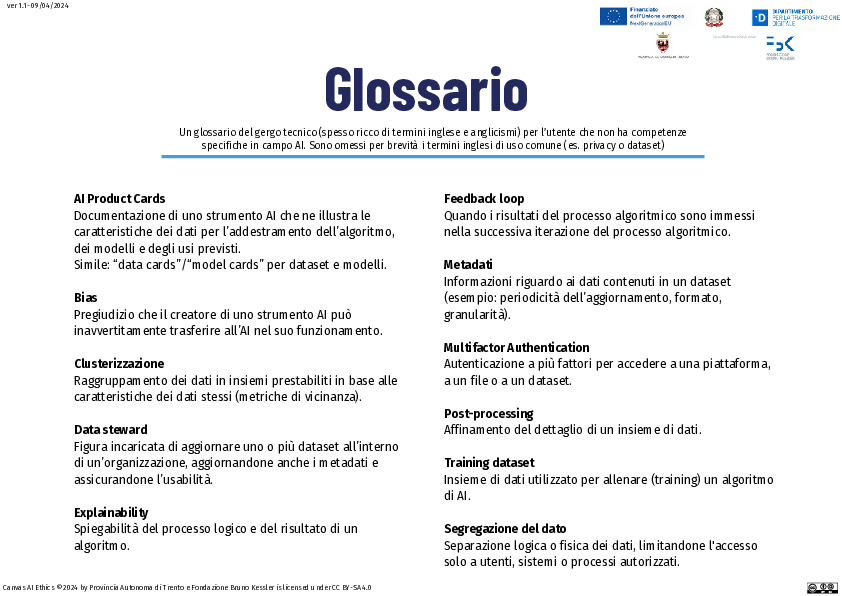 ver 1.1-09/04/2024
Finanziato
dall'Unione europea
NextGenerationEU
DIPARTIMENTO
PER LA TRASFORMAZIONE
DIGITALE
PROVINCIA AUTONOMA DI TRENTO
FONDAZIONE
BRUNO KESSLER
Glossario
Un glossario del gergo tecnico (spesso ricco di termini inglese e anglicismi) per l'utente che non ha competenze
specifiche in campo AI. Sono omessi per brevità i termini inglesi di uso comune (es. privacy o dataset)
AI Product Cards
Documentazione di uno strumento AI che ne illustra le
caratteristiche dei dati per l'addestramento dell'algoritmo,
dei modelli e degli usi previsti.
Simile: “data cards”/“model cards” per dataset e modelli.
Bias
Pregiudizio che il creatore di uno strumento AI può
inavvertitamente trasferire all'AI nel suo funzionamento.
Clusterizzazione
Raggruppamento dei dati in insiemi prestabiliti in base alle
caratteristiche dei dati stessi (metriche di vicinanza).
Data steward
Figura incaricata di aggiornare uno o più dataset all'interno
di un'organizzazione, aggiornandone anche i metadati e
assicurandone l'usabilità.
Explainability
Spiegabilità del processo logico e del risultato di un
algoritmo.
Feedback loop
Quando i risultati del processo algoritmico sono immessi
nella successiva iterazione del processo algoritmico.
Metadati
Informazioni riguardo ai dati contenuti in un dataset
(esempio: periodicità dell'aggiornamento, formato,
granularità).
Multifactor Authentication
Autenticazione a più fattori per accedere a una piattaforma,
a un file o a un dataset.
Post-processing
Affinamento del dettaglio di un insieme di dati.
Training dataset
Insieme di dati utilizzato per allenare (training) un algoritmo
di AI.
Segregazione del dato
Separazione logica o fisica dei dati, limitandone l'accesso
solo a utenti, sistemi o processi autorizzati.
Canvas AI Ethics ©2024 by Provincia Autonoma di Trento e Fondazione Bruno Kessler is licensed under CC BY-SA 4.0